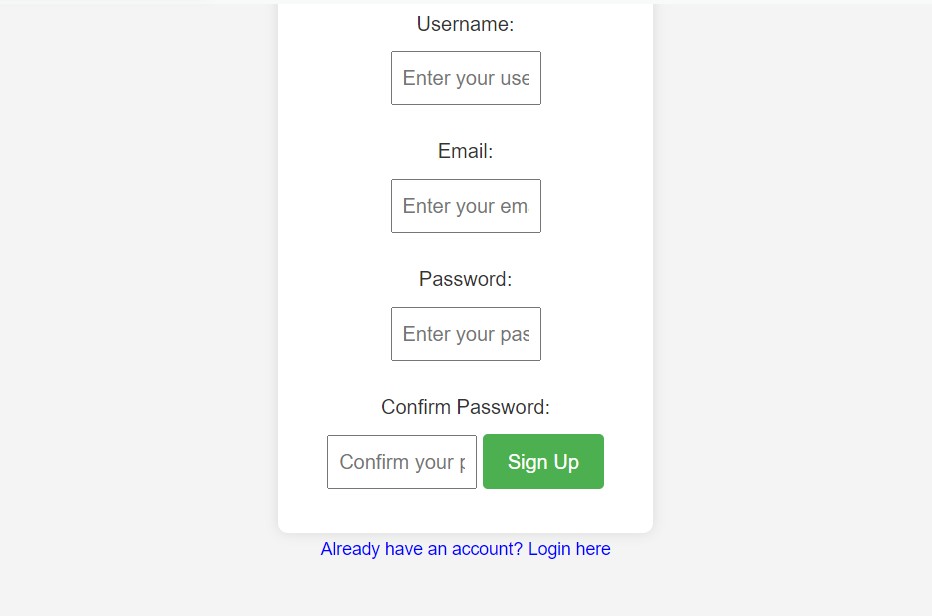 Username:
Enter your use
Email:
Enter your em
Password:
Enter your pas
Confirm Password:
Confirm your p Sign Up
Already have an account? Login here